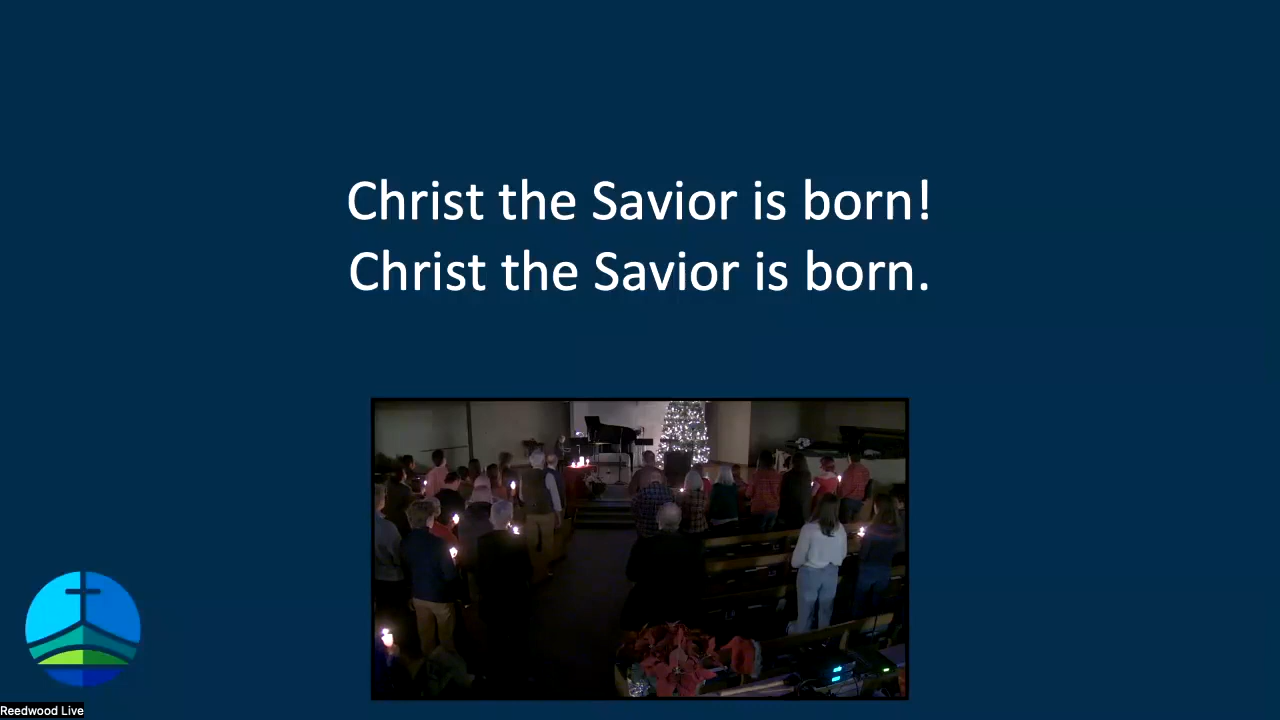 Christ the Savior is born!
Christ the Savior is born.
Reedwood Live